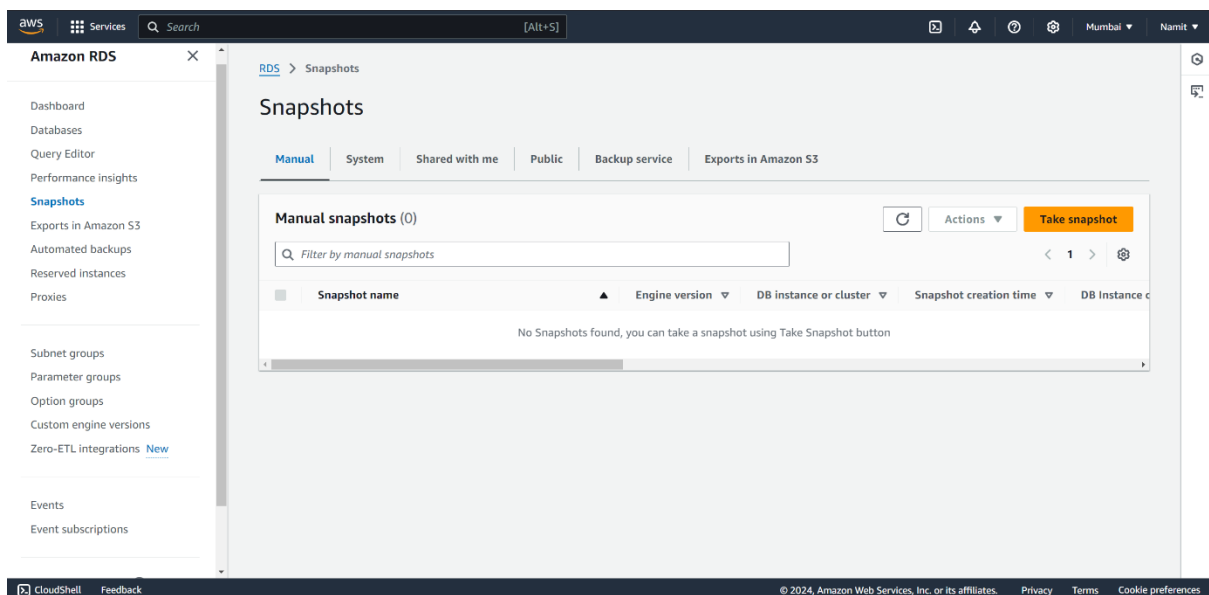 aws Services Search [Alt+S] Mumbai ▼ Namit ▼
Amazon RDS
Dashboard
Databases
Query Editor
Performance insights
Snapshots
Exports in Amazon S3
Automated backups
Reserved instances
Proxies
Subnet groups
Parameter groups
Option groups
Custom engine versions
Zero-ETL integrations New
Events
Event subscriptions
RDS > Snapshots
Snapshots
Manual System Shared with me Public Backup service Exports in Amazon S3
Manual snapshots (0) Actions ▼ Take snapshot
Filter by manual snapshots < 1 >
Snapshot name ▲ Engine version ▽ DB instance or cluster ▽ Snapshot creation time ▽ DB Instance
No Snapshots found, you can take a snapshot using Take Snapshot button
CloudShell Feedback © 2024, Amazon Web Services, Inc. or its affiliates. Privacy Terms Cookie preferences